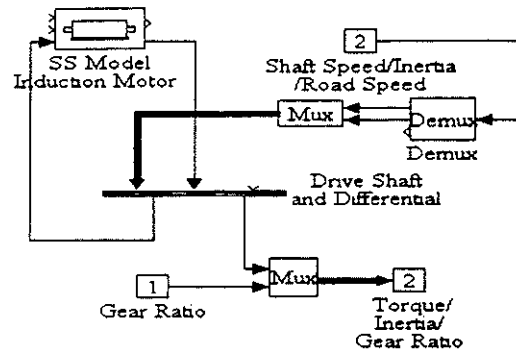 SS Model
Induction Motor
2
Shaft Speed/Inertia
/Road Speed
Mux
Demux
Demux
Drive Shaft
and Differential
1
Gear Ratio
Mux
2
Torque/
Inertia/
Gear Ratio